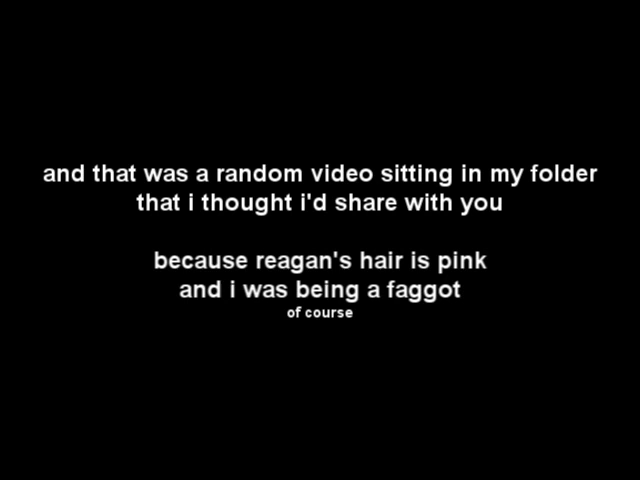 and that was a random video sitting in my folder
that i thought i'd share with you
because reagan's hair is pink
and i was being a faggot
of course